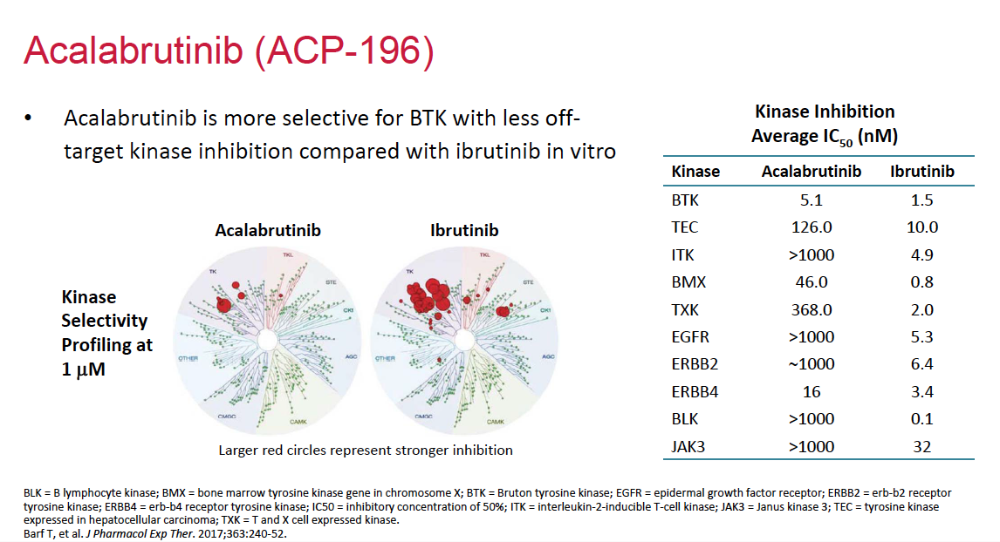 Acalabrutinib (ACP-196)
• Acalabrutinib is more selective for BTK with less off-
target kinase inhibition compared with ibrutinib in vitro
Kinase Inhibition
Average IC50 (nM)
Kinase Acalabrutinib Ibrutinib
BTK 5.1 1.5
TEC 126.0 10.0
ITK >1000 4.9
BMX 46.0 0.8
TXK 368.0 2.0
EGFR >1000 5.3
ERBB2 ~1000 6.4
ERBB4 16 3.4
BLK >1000 0.1
JAK3 >1000 32
Kinase
Selectivity
Profiling at
1 μM
Acalabrutinib
TKL
TK
STE
CK1
OTHER
AGC
CMGC
CAMK
Ibrutinib
TKL
TK
STE
CK1
OTHER
AGC
CMGC
CAMK
Larger red circles represent stronger inhibition
BLK = B lymphocyte kinase; BMX = bone marrow tyrosine kinase gene in chromosome X; BTK = Bruton tyrosine kinase; EGFR = epidermal growth factor receptor; ERBB2 = erb-b2 receptor
tyrosine kinase; ERBB4 = erb-b4 receptor tyrosine kinase; IC50 = inhibitory concentration of 50%; ITK = interleukin-2-inducible T-cell kinase; JAK3 = Janus kinase 3; TEC = tyrosine kinase
expressed in hepatocellular carcinoma; TXK = T and X cell expressed kinase.
Barf T, et al. J Pharmacol Exp Ther. 2017;363:240-52.